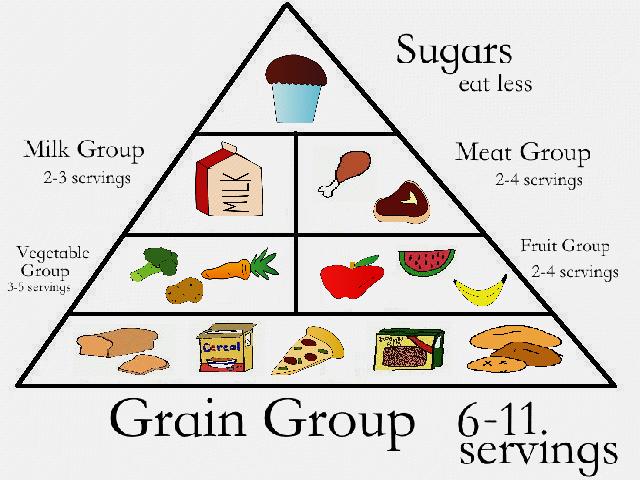 Sugars
eat less
Milk Group
2-3 servings
Meat Group
2-4 servings
MILK
Vegetable
Group
3-5 servings
Fruit Group
2-4 servings
Cereal
Grain Group
6-11.
servings